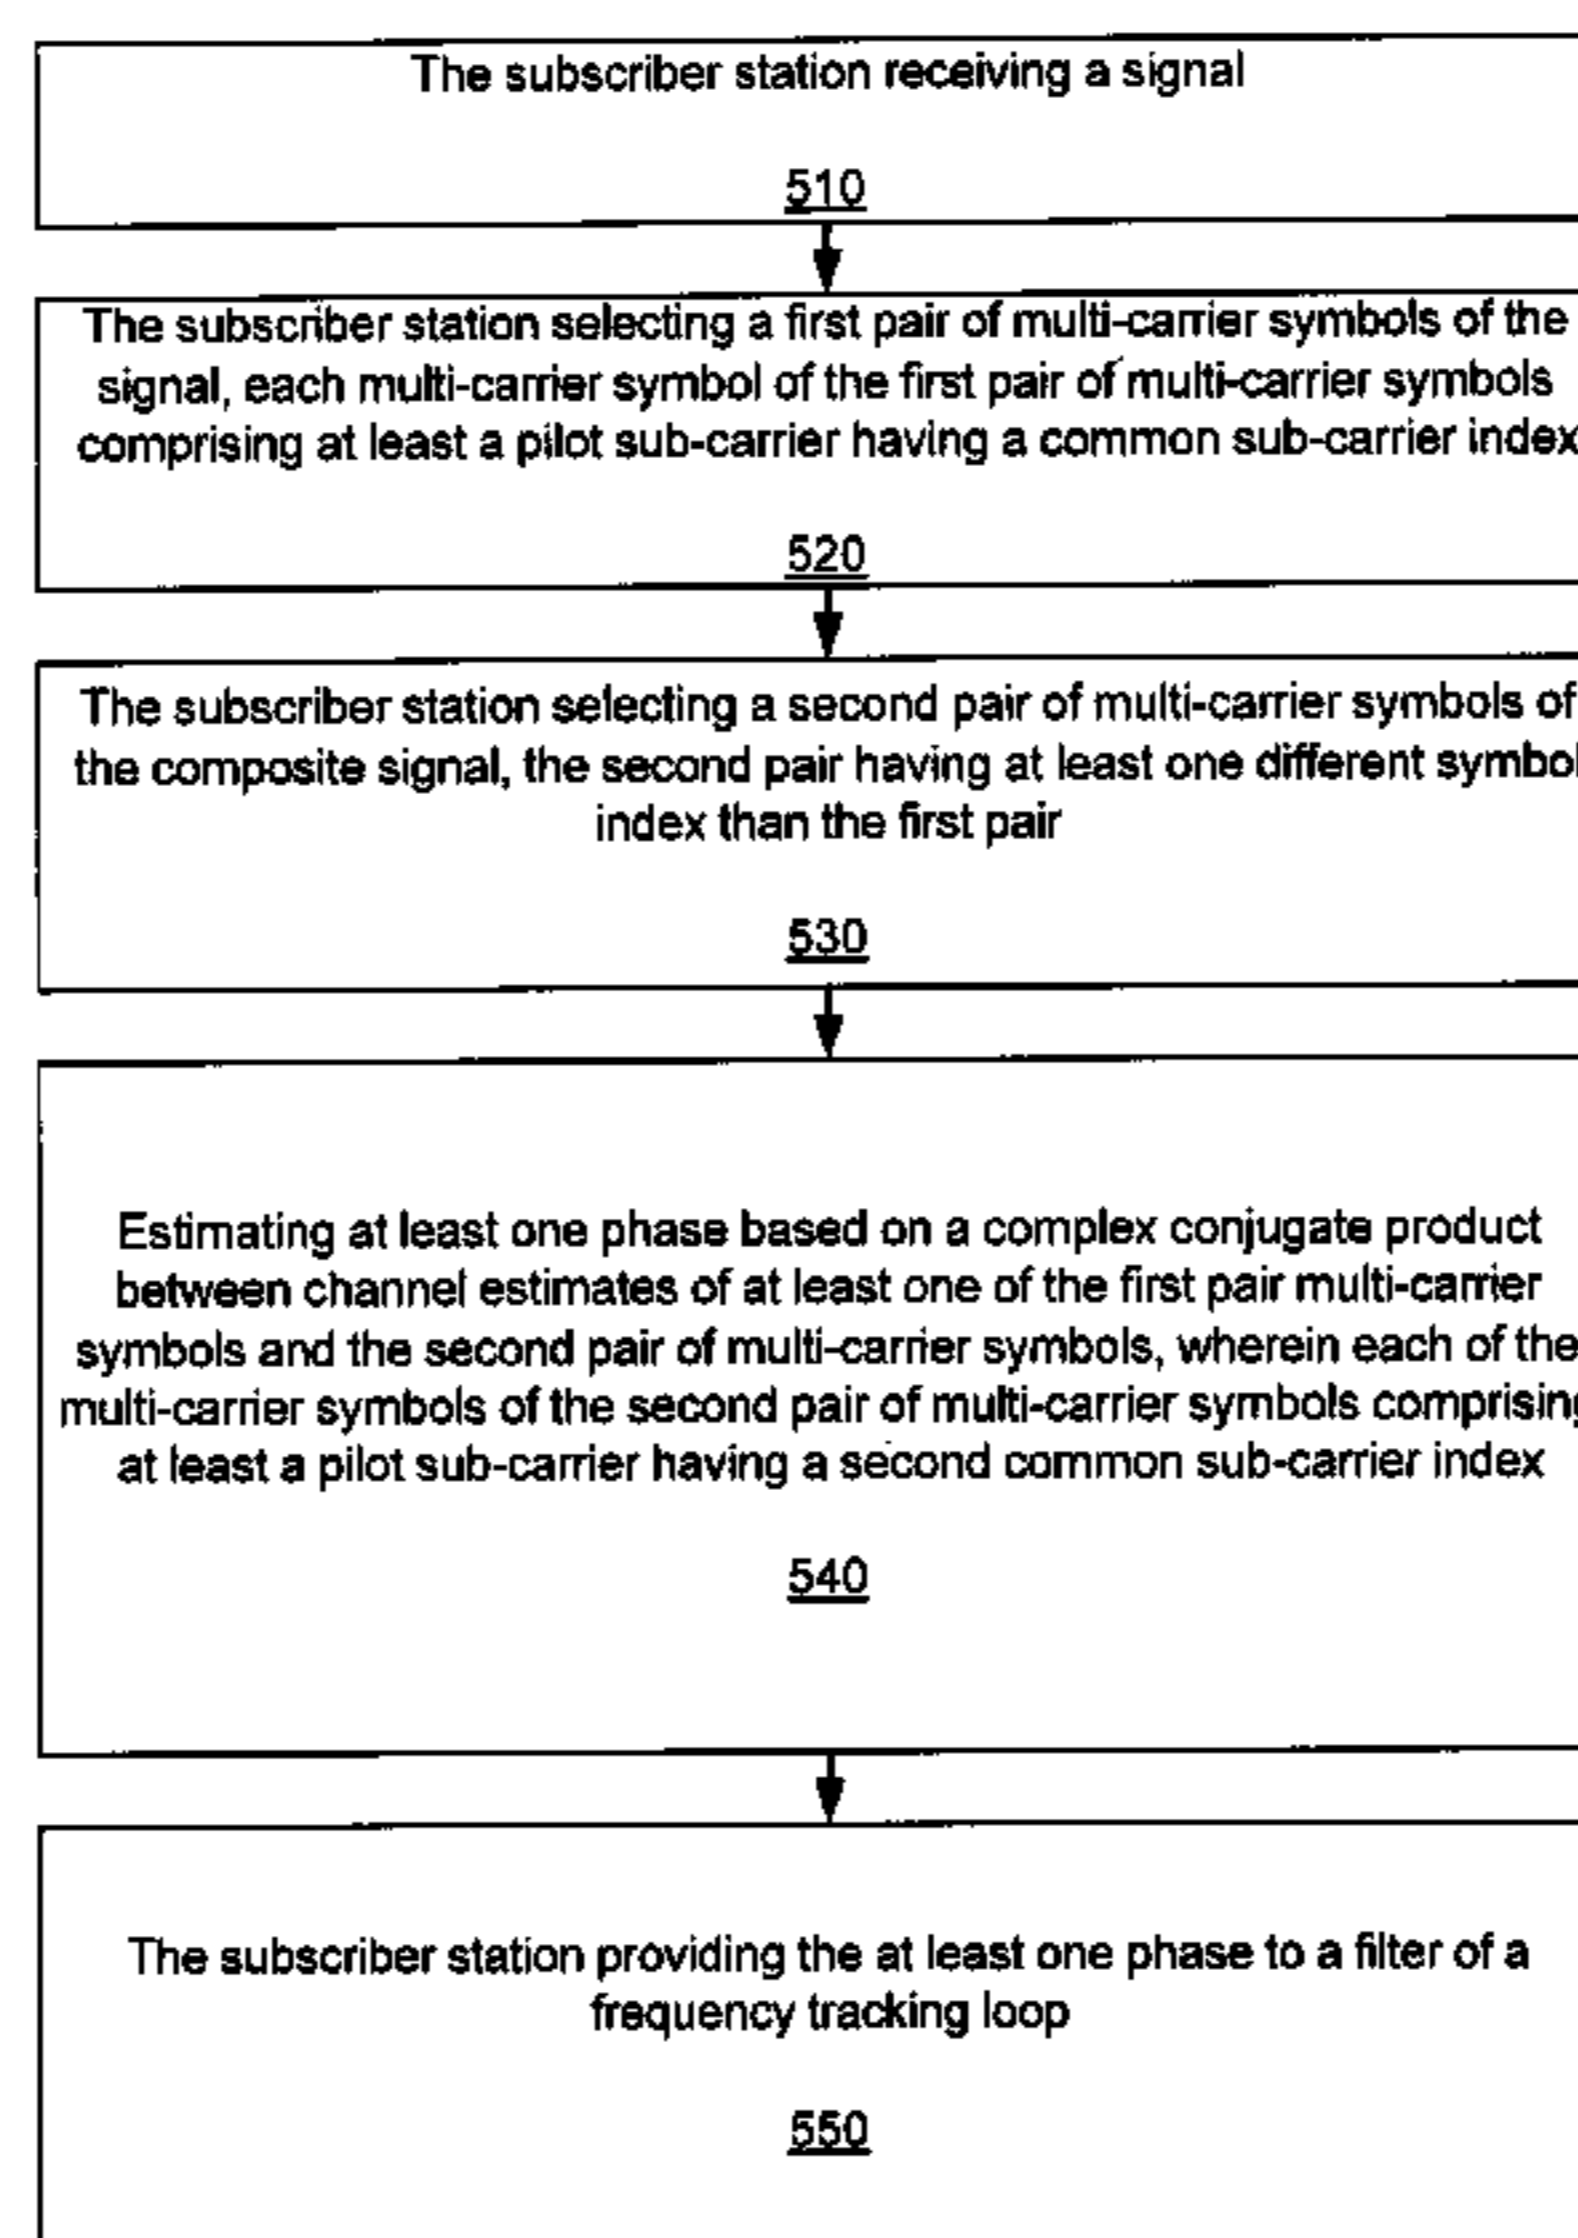 The subscriber station receiving a signal
510
The subscriber station selecting a first pair of multi-carrier symbols of the
signal, each multi-carrier symbol of the first pair of multi-carrier symbols
comprising at least a pilot sub-carrier having a common sub-carrier index
520
The subscriber station selecting a second pair of multi-carrier symbols of
the composite signal, the second pair having at least one different symbol
index than the first pair
530
Estimating at least one phase based on a complex conjugate product
between channel estimates of at least one of the first pair multi-carrier
symbols and the second pair of multi-carrier symbols, wherein each of the
multi-carrier symbols of the second pair of multi-carrier symbols comprising
at least a pilot sub-carrier having a second common sub-carrier index
540
The subscriber station providing the at least one phase to a filter of a
frequency tracking loop
550